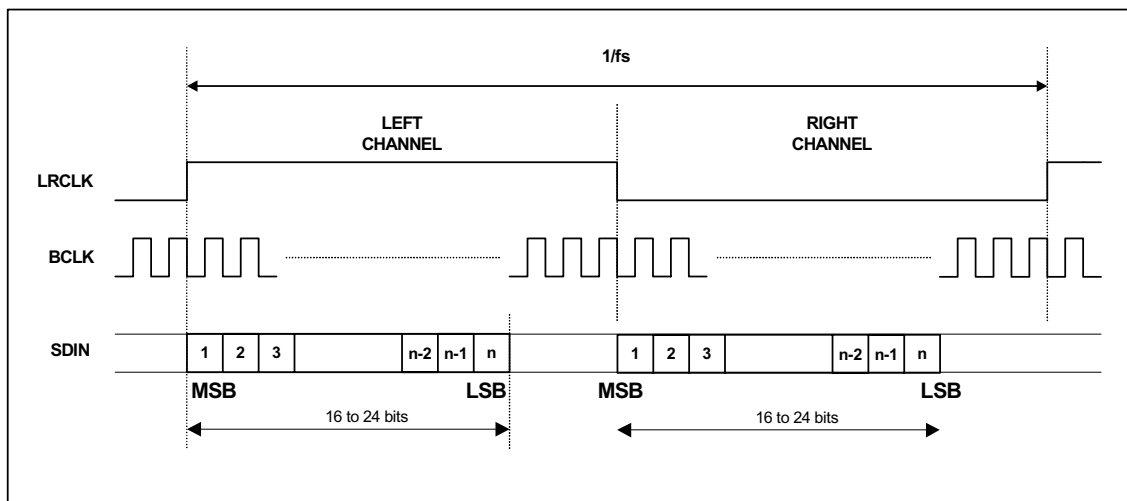 1/fs
LEFT
CHANNEL
RIGHT
CHANNEL
LRCLK
BCLK
SDIN
1 2 3 n-2 n-1 n 1 2 3 n-2 n-1 n
MSB LSB MSB LSB
16 to 24 bits 16 to 24 bits